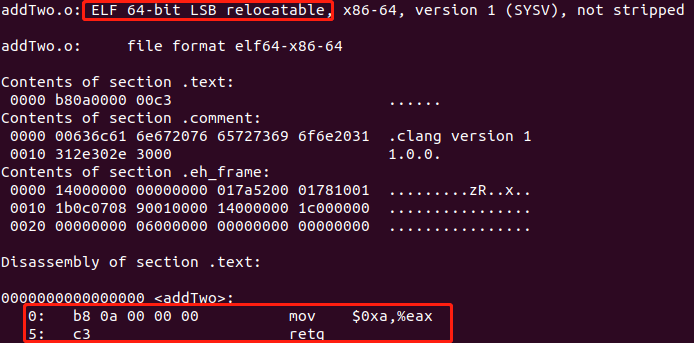 addTwo.o: ELF 64-bit LSB relocatable, x86-64, version 1 (SYSV), not stripped
addTwo.o:     file format elf64-x86-64
Contents of section .text:
 0000 b80a0000 00c3                        ......
Contents of section .comment:
 0000 00636c61 6e672076 65727369 6f6e2031  .clang version 1
 0010 312e302e 3000                        1.0.0.
Contents of section .eh_frame:
 0000 14000000 00000000 017a5200 01781001  .........zR..x..
 0010 1b0c0708 90010000 14000000 1c000000  ................
 0020 00000000 06000000 00000000 00000000  ................
Disassembly of section .text:
0000000000000000 <addTwo>:
   0:	b8 0a 00 00 00       	mov    $0xa,%eax
   5:	c3                   	retq